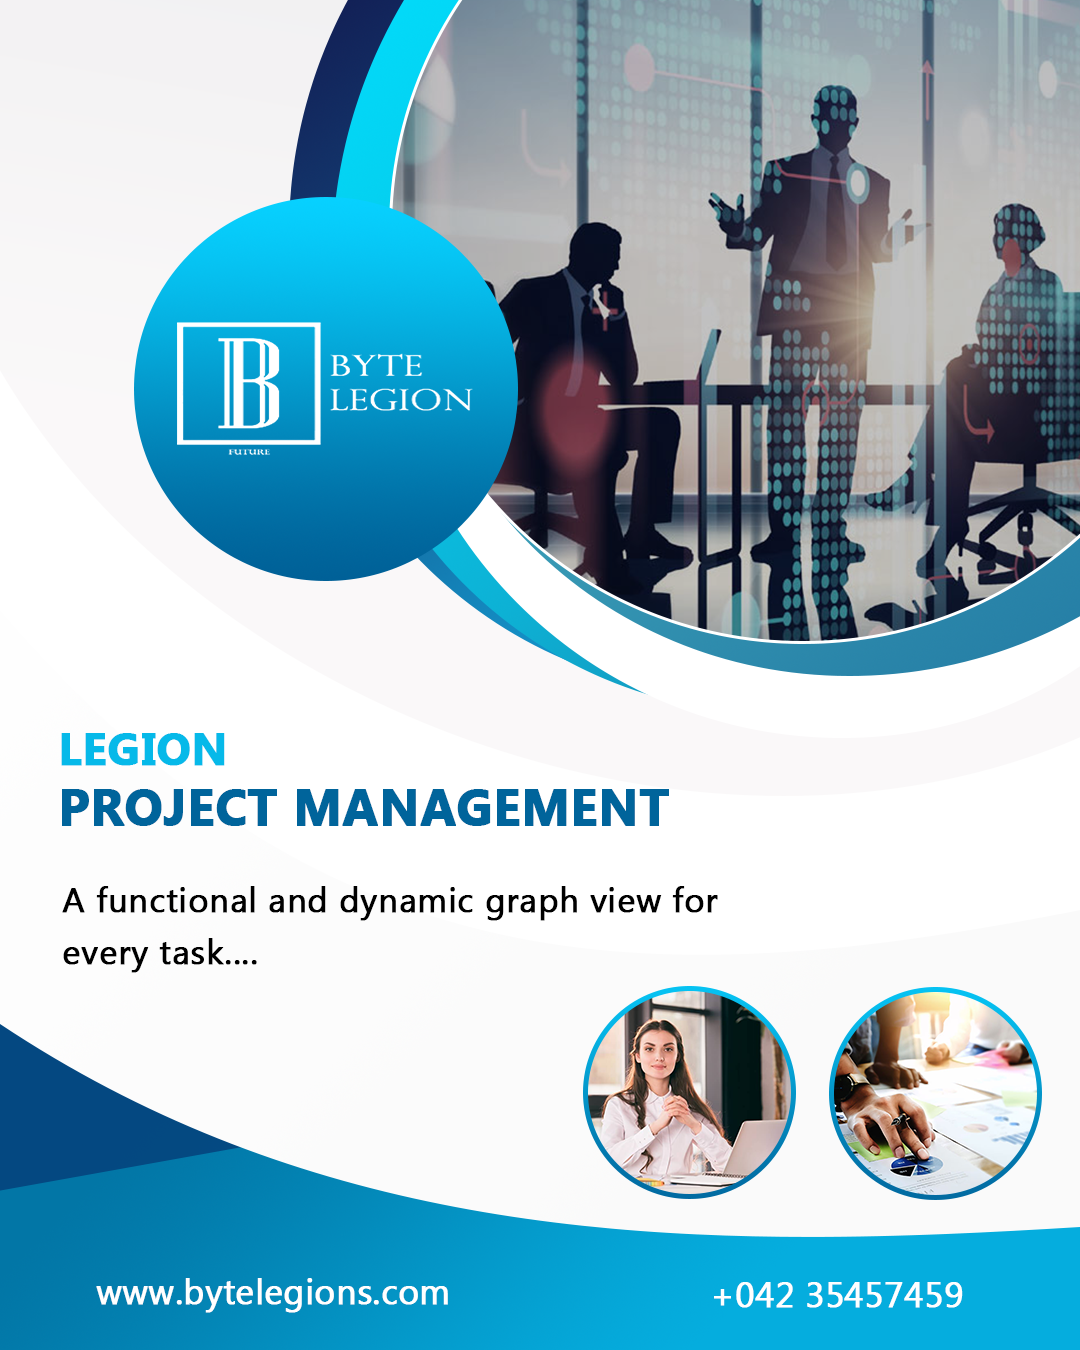 B
BYTE
LEGION
FUTURE
LEGION
PROJECT MANAGEMENT
A functional and dynamic graph view for
every task....
www.bytelegions.com
+042 35457459